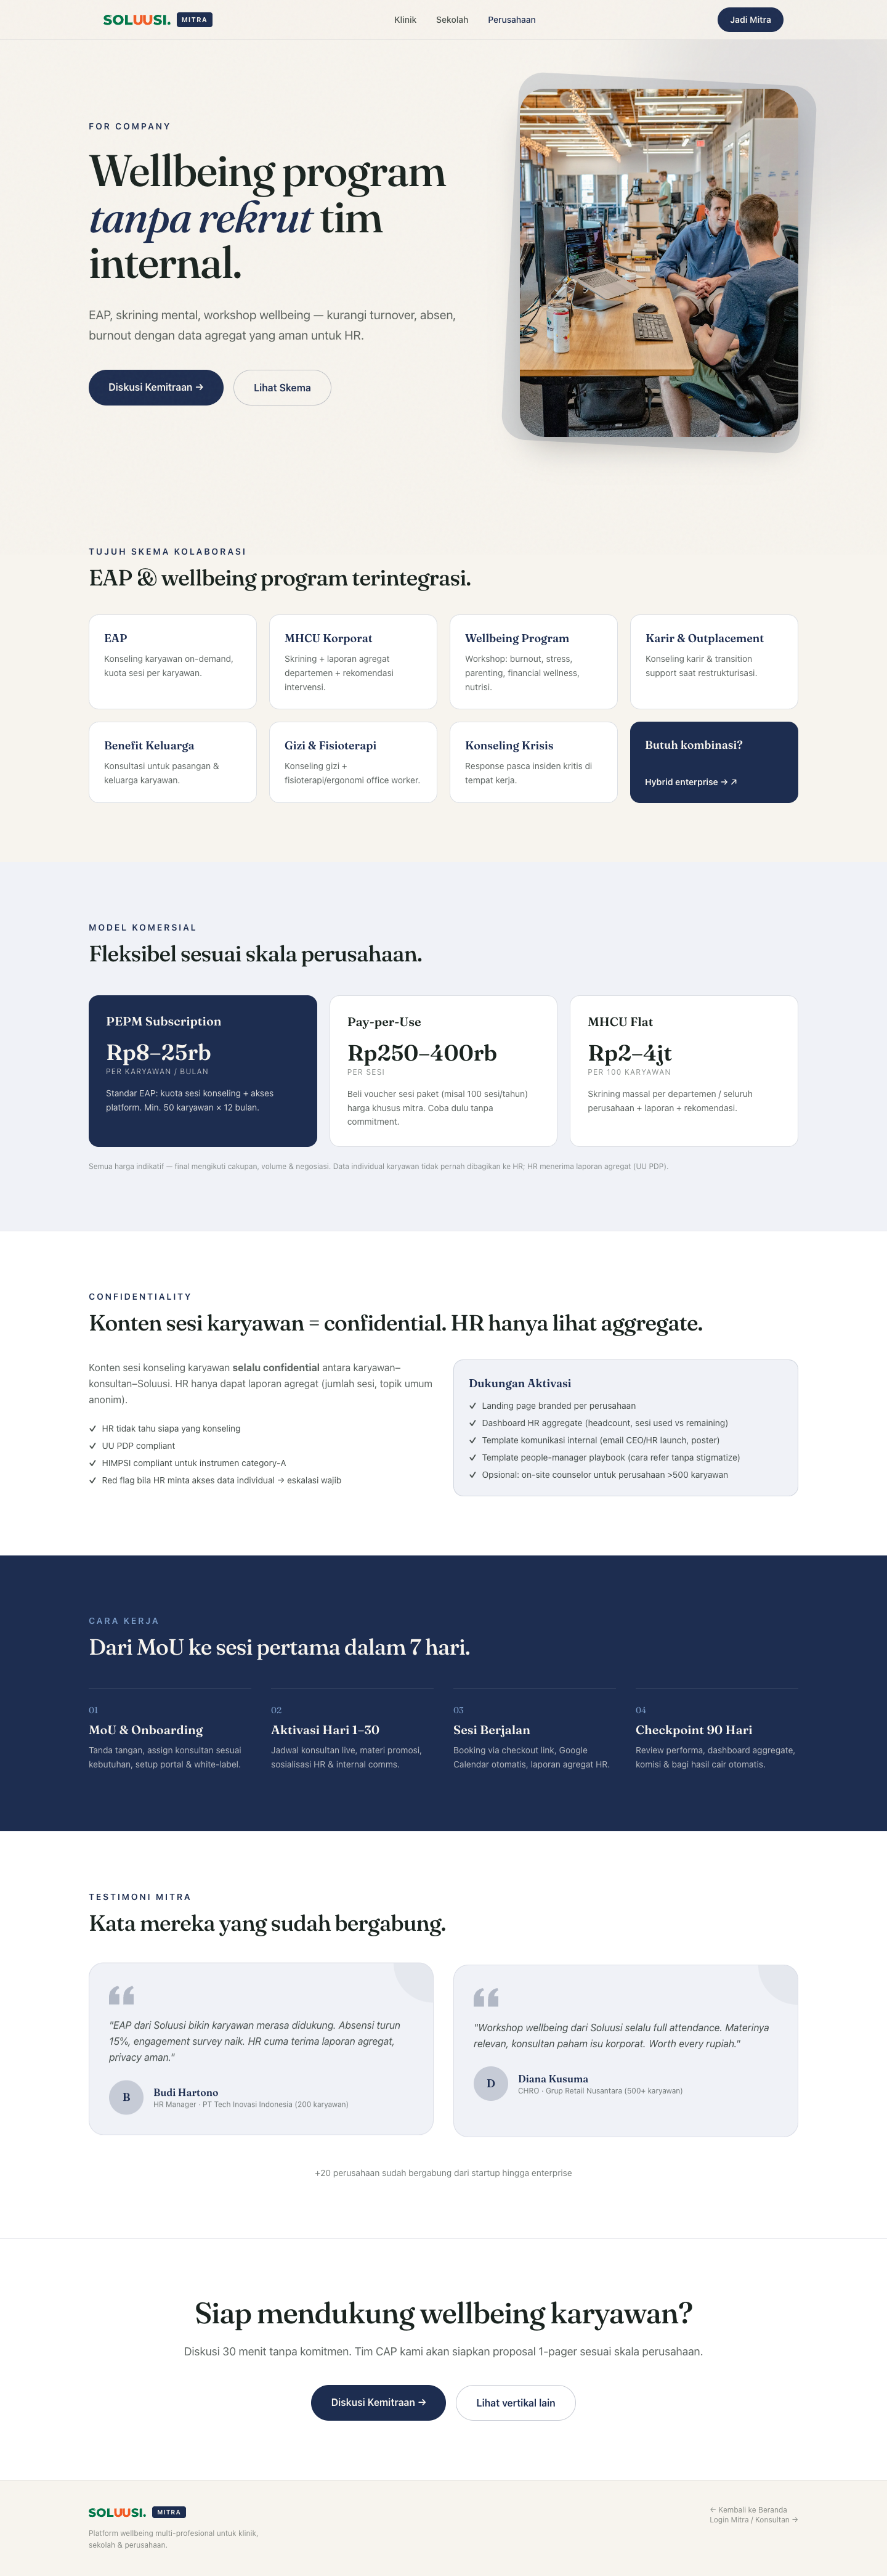 SOLUUSI. MITRA
Klinik Sekolah Perusahaan
Jadi Mitra
FOR COMPANY
Wellbeing program
tanpa rekrut tim
internal.
EAP, skrining mental, workshop wellbeing — kurangi turnover, absen,
burnout dengan data agregat yang aman untuk HR.
Diskusi Kemitraan →
Lihat Skema
TUJUH SKEMA KOLABORASI
EAP & wellbeing program terintegrasi.
EAP
Konseling karyawan on-demand,
kuota sesi per karyawan.
MHCU Korporat
Skrining + laporan agregat
departemen + rekomendasi
intervensi.
Wellbeing Program
Workshop: burnout, stress,
parenting, financial wellness,
nutrisi.
Karir & Outplacement
Konseling karir & transition
support saat restrukturisasi.
Benefit Keluarga
Konsultasi untuk pasangan &
keluarga karyawan.
Gizi & Fisioterapi
Konseling gizi +
fisioterapi/ergonomi office worker.
Konseling Krisis
Response pasca insiden kritis di
tempat kerja.
Butuh kombinasi?
Hybrid enterprise → ↗
MODEL KOMERSIAL
Fleksibel sesuai skala perusahaan.
PEPM Subscription
Rp8–25rb
PER KARYAWAN / BULAN
Standar EAP: kuota sesi konseling + akses
platform. Min. 50 karyawan × 12 bulan.
Pay-per-Use
Rp250–400rb
PER SESI
Beli voucher sesi paket (misal 100 sesi/tahun)
harga khusus mitra. Coba dulu tanpa
commitment.
MHCU Flat
Rp2–4jt
PER 100 KARYAWAN
Skrining massal per departemen / seluruh
perusahaan + laporan + rekomendasi.
Semua harga indikatif — final mengikuti cakupan, volume & negosiasi. Data individual karyawan tidak pernah dibagikan ke HR; HR menerima laporan agregat (UU PDP).
CONFIDENTIALITY
Konten sesi karyawan = confidential. HR hanya lihat aggregate.
Konten sesi konseling karyawan selalu confidential antara karyawan–
konsultan–Soluusi. HR hanya dapat laporan agregat (jumlah sesi, topik umum
anonim).
✓ HR tidak tahu siapa yang konseling
✓ UU PDP compliant
✓ HIMPSI compliant untuk instrumen category-A
✓ Red flag bila HR minta akses data individual → eskalasi wajib
Dukungan Aktivasi
✓ Landing page branded per perusahaan
✓ Dashboard HR aggregate (headcount, sesi used vs remaining)
✓ Template komunikasi internal (email CEO/HR launch, poster)
✓ Template people-manager playbook (cara refer tanpa stigmatize)
✓ Opsional: on-site counselor untuk perusahaan >500 karyawan
CARA KERJA
Dari MoU ke sesi pertama dalam 7 hari.
01
MoU & Onboarding
Tanda tangan, assign konsultan sesuai
kebutuhan, setup portal & white-label.
02
Aktivasi Hari 1–30
Jadwal konsultan live, materi promosi,
sosialisasi HR & internal comms.
03
Sesi Berjalan
Booking via checkout link, Google
Calendar otomatis, laporan agregat HR.
04
Checkpoint 90 Hari
Review performa, dashboard aggregate,
komisi & bagi hasil cair otomatis.
TESTIMONI MITRA
Kata mereka yang sudah bergabung.
"EAP dari Soluusi bikin karyawan merasa didukung. Absensi turun
15%, engagement survey naik. HR cuma terima laporan agregat,
privacy aman."
B
Budi Hartono
HR Manager · PT Tech Inovasi Indonesia (200 karyawan)
"Workshop wellbeing dari Soluusi selalu full attendance. Materinya
relevan, konsultan paham isu korporat. Worth every rupiah."
D
Diana Kusuma
CHRO · Grup Retail Nusantara (500+ karyawan)
+20 perusahaan sudah bergabung dari startup hingga enterprise
Siap mendukung wellbeing karyawan?
Diskusi 30 menit tanpa komitmen. Tim CAP kami akan siapkan proposal 1-pager sesuai skala perusahaan.
Diskusi Kemitraan →
Lihat vertikal lain
SOLUUSI. MITRA
Platform wellbeing multi-profesional untuk klinik,
sekolah & perusahaan.
← Kembali ke Beranda
Login Mitra / Konsultan →